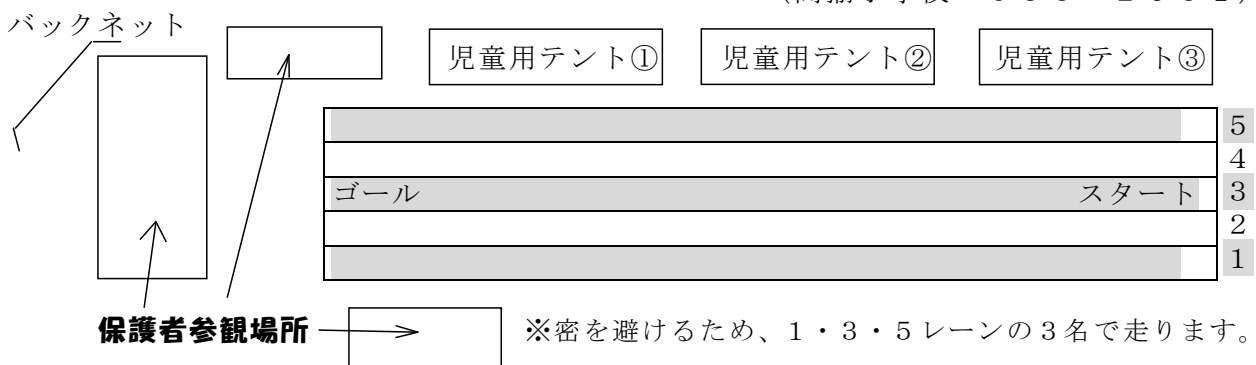 バックネット
児童用テント①
児童用テント②
児童用テント③
5
4
ゴール スタート 3
2
1
保護者参観場所
※密を避けるため、1・3・5レーンの3名で走ります。